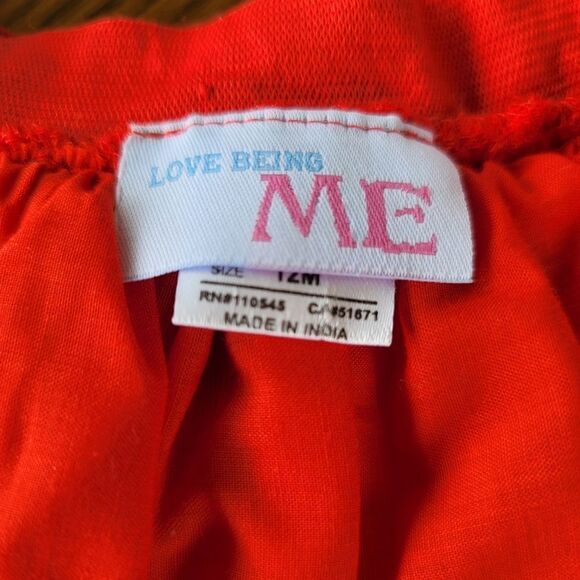 LOVE BEING
ME
SIZE 12M
RN#110545 CA#51671
MADE IN INDIA